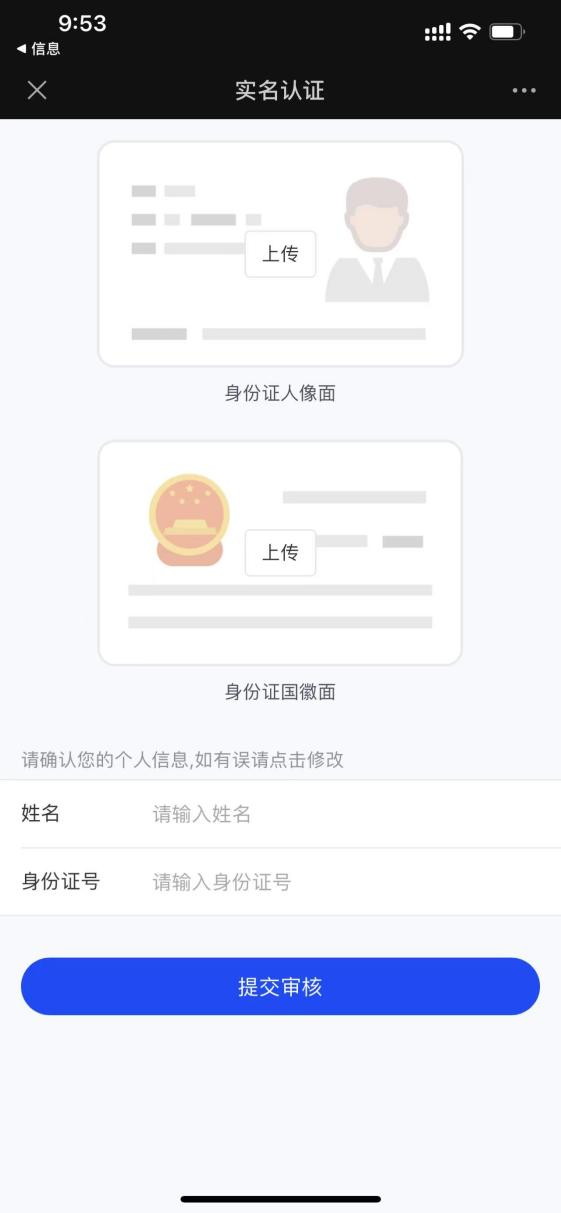 9:53
◀ 信息
实名认证
上传
身份证人像面
上传
身份证国徽面
请确认您的个人信息,如有误请点击修改
姓名 请输入姓名
身份证号 请输入身份证号
提交审核